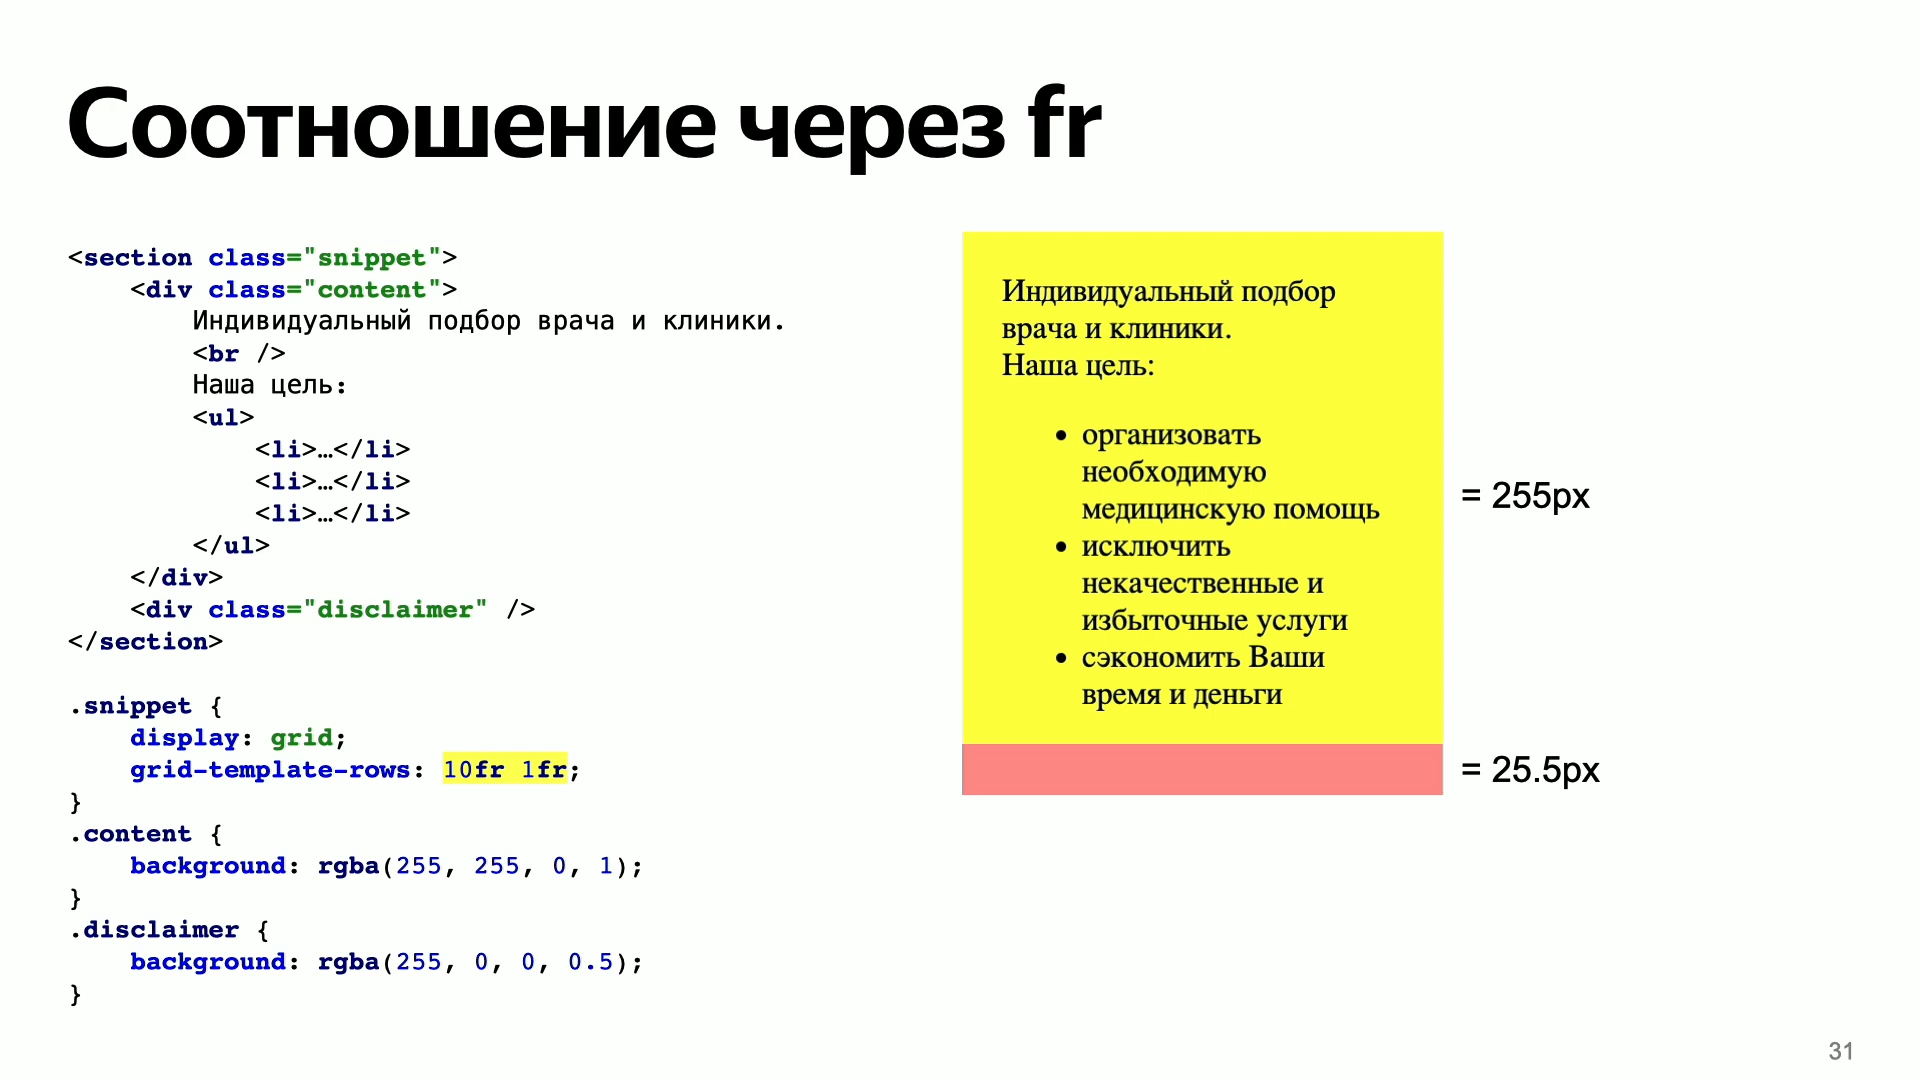 Соотношение через fr
<section class="snippet">
    <div class="content">
        Индивидуальный подбор врача и клиники.
        <br />
        Наша цель:
        <ul>
            <li>…</li>
            <li>…</li>
            <li>…</li>
        </ul>
    </div>
    <div class="disclaimer" />
</section>
.snippet {
    display: grid;
    grid-template-rows: 10fr 1fr;
}
.content {
    background: rgba(255, 255, 0, 1);
}
.disclaimer {
    background: rgba(255, 0, 0, 0.5);
}
Индивидуальный подбор
врача и клиники.
Наша цель:
• организовать
необходимую
медицинскую помощь
• исключить
некачественные и
избыточные услуги
• сэкономить Ваши
время и деньги
= 255px
= 25.5px
31